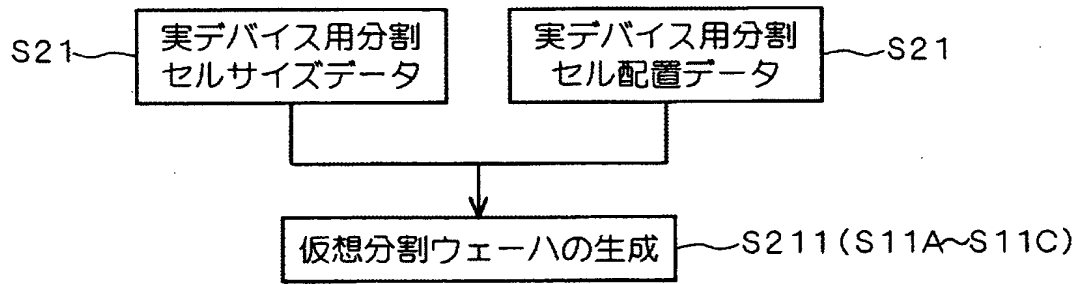 S21
実デバイス用分割
セルサイズデータ
実デバイス用分割
セル配置データ
S21
仮想分割ウェーハの生成
S211(S11A~S11C)